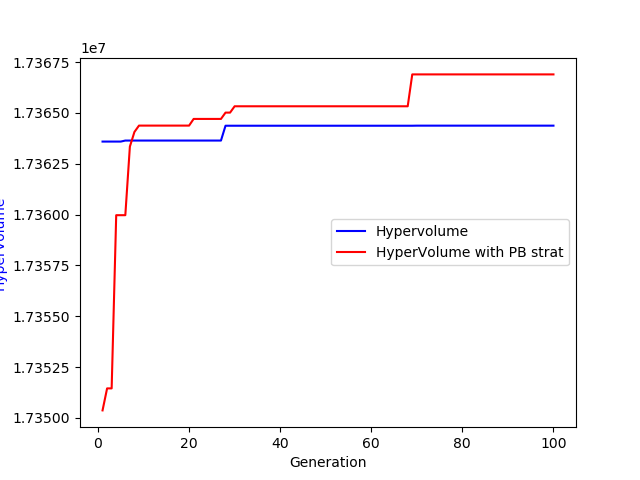 1e7
1.73675
1.73650
1.73625
1.73600
1.73575
1.73550
1.73525
1.73500
HyperVolume
Hypervolume
HyperVolume with PB strat
0 20 40 60 80 100
Generation